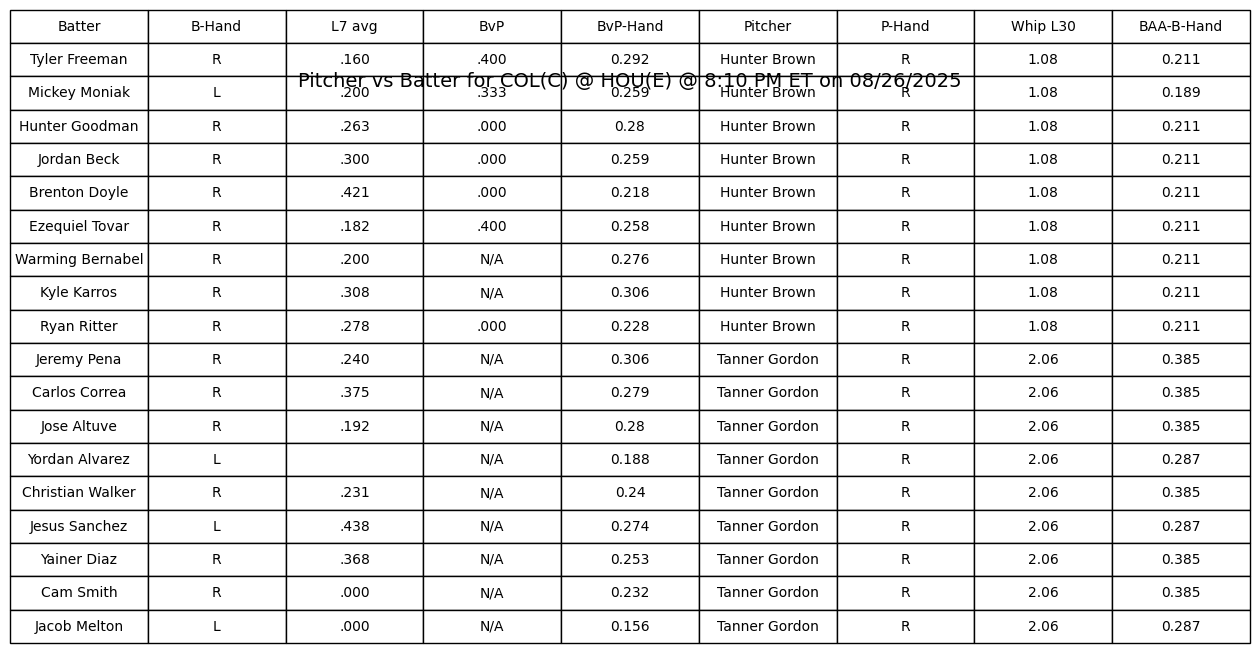 Batter B-Hand L7 avg BvP BvP-Hand Pitcher P-Hand Whip L30 BAA-B-Hand
Tyler Freeman R .160 .400 0.292 Hunter Brown R 1.08 0.211
Pitcher vs Batter for COL(C) @ HOU(E) @ 8:10 PM ET on 08/26/2025
Mickey Moniak L .200 .333 0.259 Hunter Brown R 1.08 0.189
Hunter Goodman R .263 .000 0.28 Hunter Brown R 1.08 0.211
Jordan Beck R .300 .000 0.259 Hunter Brown R 1.08 0.211
Brenton Doyle R .421 .000 0.218 Hunter Brown R 1.08 0.211
Ezequiel Tovar R .182 .400 0.258 Hunter Brown R 1.08 0.211
Warming Bernabel R .200 N/A 0.276 Hunter Brown R 1.08 0.211
Kyle Karros R .308 N/A 0.306 Hunter Brown R 1.08 0.211
Ryan Ritter R .278 .000 0.228 Hunter Brown R 1.08 0.211
Jeremy Pena R .240 N/A 0.306 Tanner Gordon R 2.06 0.385
Carlos Correa R .375 N/A 0.279 Tanner Gordon R 2.06 0.385
Jose Altuve R .192 N/A 0.28 Tanner Gordon R 2.06 0.385
Yordan Alvarez L N/A 0.188 Tanner Gordon R 2.06 0.287
Christian Walker R .231 N/A 0.24 Tanner Gordon R 2.06 0.385
Jesus Sanchez L .438 N/A 0.274 Tanner Gordon R 2.06 0.287
Yainer Diaz R .368 N/A 0.253 Tanner Gordon R 2.06 0.385
Cam Smith R .000 N/A 0.232 Tanner Gordon R 2.06 0.385
Jacob Melton L .000 N/A 0.156 Tanner Gordon R 2.06 0.287